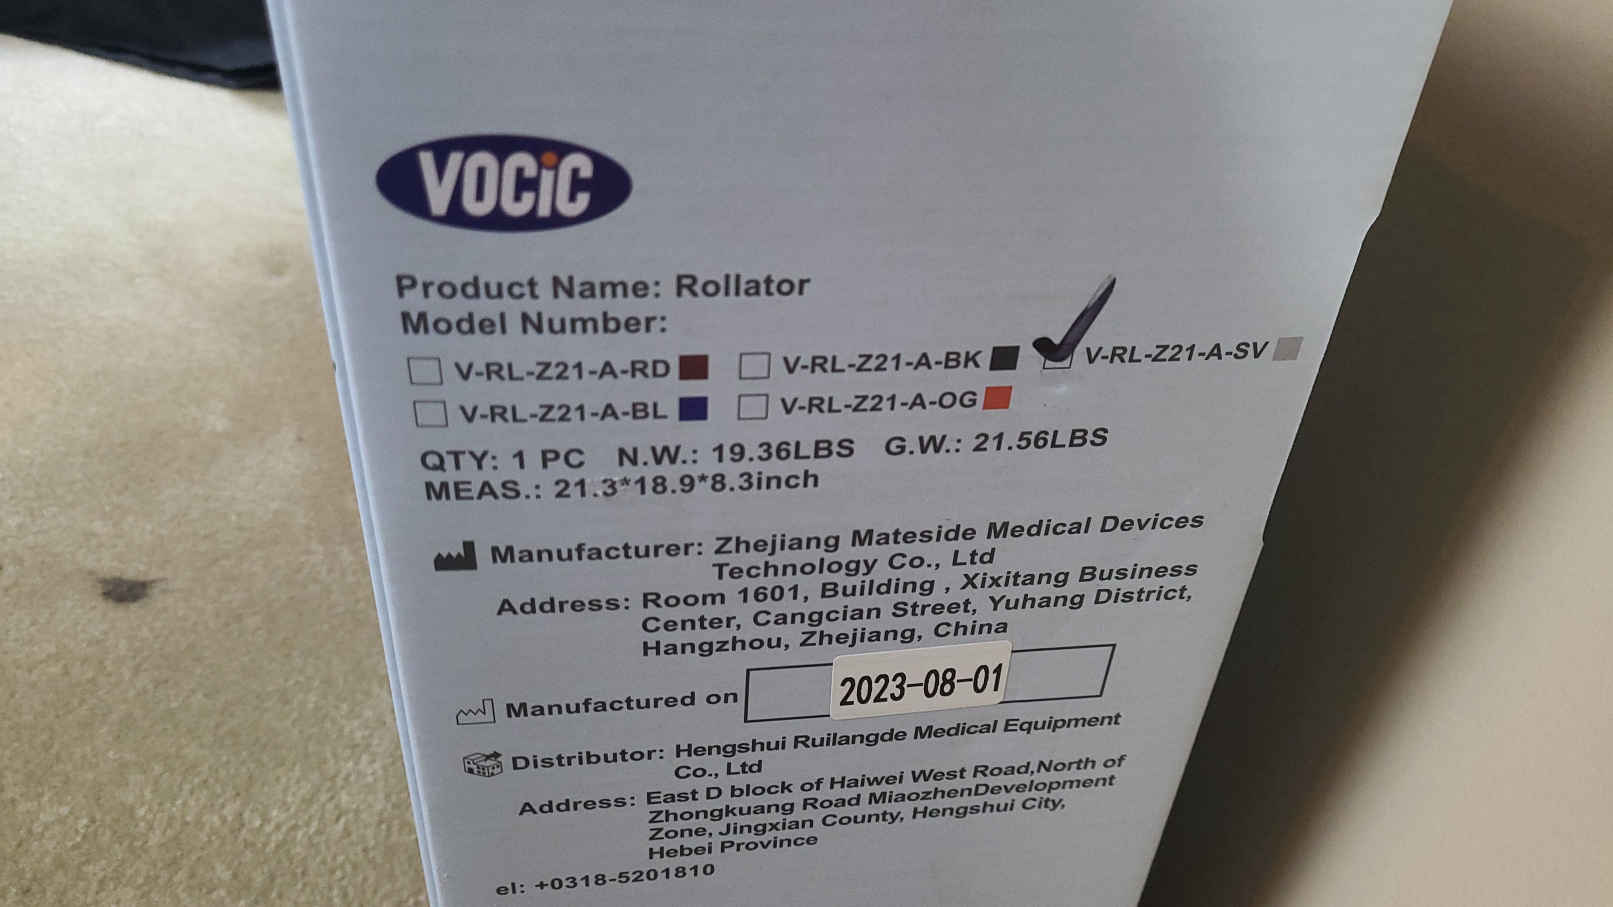 VOCiC
Product Name: Rollator
Model Number:
V-RL-Z21-A-RD V-RL-Z21-A-BK V-RL-Z21-A-SV
V-RL-Z21-A-BL V-RL-Z21-A-OG
QTY: 1 PC N.W.: 19.36LBS G.W.: 21.56LBS
MEAS.: 21.3*18.9*8.3inch
Manufacturer: Zhejiang Mateside Medical Devices
Technology Co., Ltd
Address: Room 1601, Building , Xixitang Business
Center, Cangcian Street, Yuhang District,
Hangzhou, Zhejiang, China
Manufactured on 2023-08-01
Distributor: Hengshui Ruilangde Medical Equipment
Co., Ltd
Address: East D block of Haiwei West Road,North of
Zhongkuang Road MiaozhenDevelopment
Zone, Jingxian County, Hengshui City,
Hebei Province
el: +0318-5201810